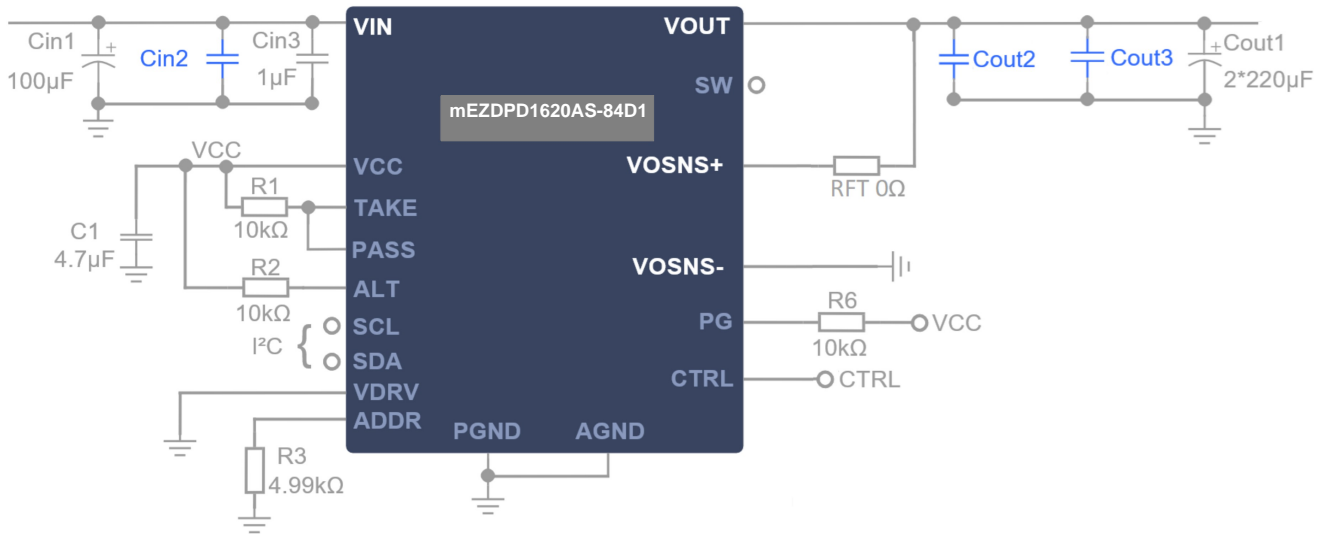 Cin1
100µF
Cin2
Cin3
1µF
VIN
VOUT
Cout2
Cout3
Cout1
2*220µF
SW
mEZDPD1620AS-84D1
VCC
VCC
VOSNS+
RFT 0Ω
R1
10kΩ
TAKE
PASS
C1
4.7µF
R2
10kΩ
ALT
VOSNS-
I²C
SCL
SDA
PG
R6
10kΩ
VCC
VDRV
CTRL
CTRL
ADDR
R3
4.99kΩ
PGND
AGND